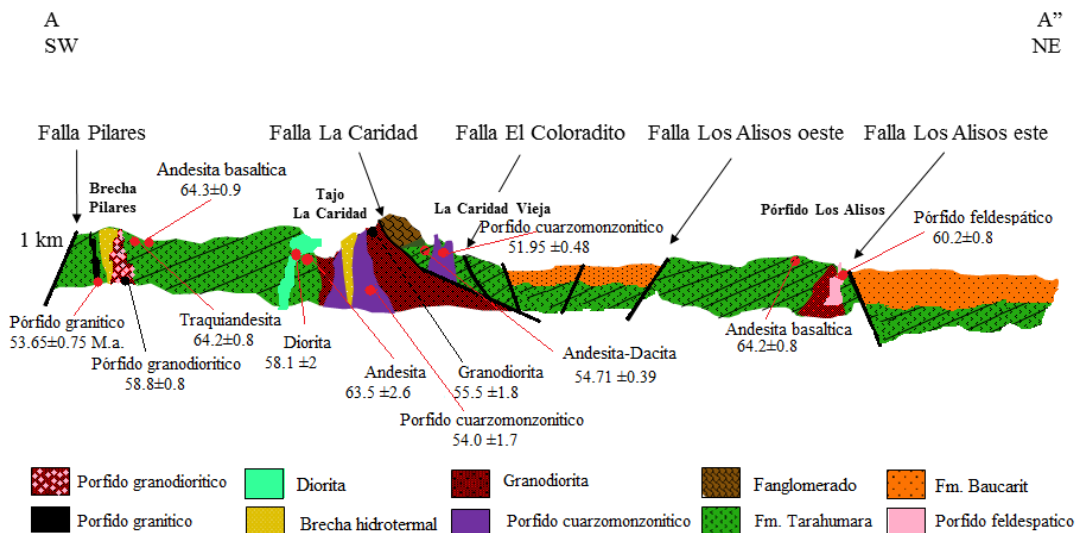 A
SW
A”
NE
Falla Pilares
Falla La Caridad
Falla El Coloradito
Falla Los Alisos oeste
Falla Los Alisos este
Andesita basaltica
64.3±0.9
Brecha
Pilares
Tajo
La Caridad
La Caridad Vieja
Porfido cuarzomonzonitico
51.95 ±0.48
Pórfido Los Alisos
Pórfido feldespático
60.2±0.8
1 km
Pórfido granítico
53.65±0.75 M.a.
Pórfido granodioritico
58.8±0.8
Traquiandesita
64.2±0.8
Diorita
58.1 ±2
Andesita
63.5 ±2.6
Granodiorita
55.5 ±1.8
Andesita-Dacita
54.71 ±0.39
Andesita basaltica
64.2±0.8
Porfido cuarzomonzonitico
54.0 ±1.7
Porfido granodioritico
Diorita
Granodiorita
Fanglomerado
Fm. Baucarit
Porfido granitico
Brecha hidrotermal
Porfido cuarzomonzonitico
Fm. Tarahumara
Porfido feldespatico